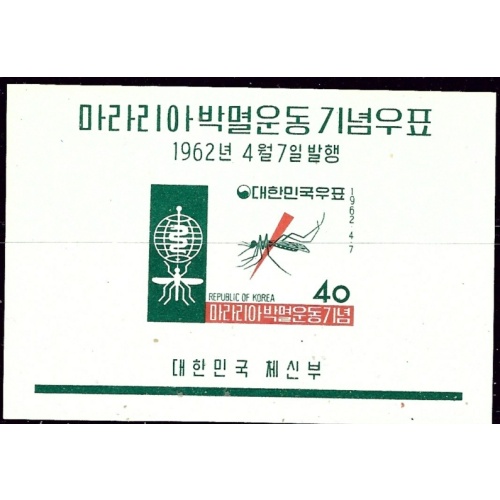 마라리아박멸운동기념우표
1962년 4월7일발행
대한민국우표
1962.4.7
REPUBLIC OF KOREA
40
마라리아박멸운동기념
대한민국 체신부